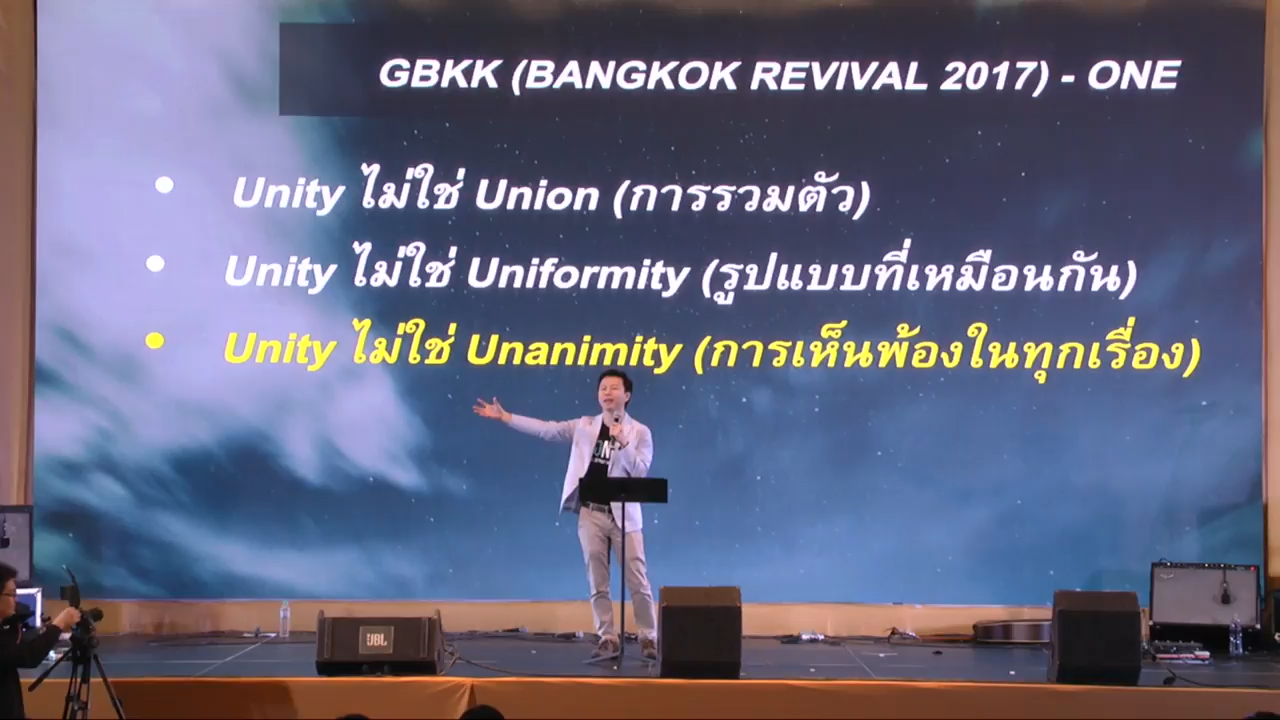 GBKK (BANGKOK REVIVAL 2017) - ONE
• Unity ไม่ใช่ Union (การรวมตัว)
• Unity ไม่ใช่ Uniformity (รูปแบบที่เหมือนกัน)
• Unity ไม่ใช่ Unanimity (การเห็นพ้องในทุกเรื่อง)
JBL